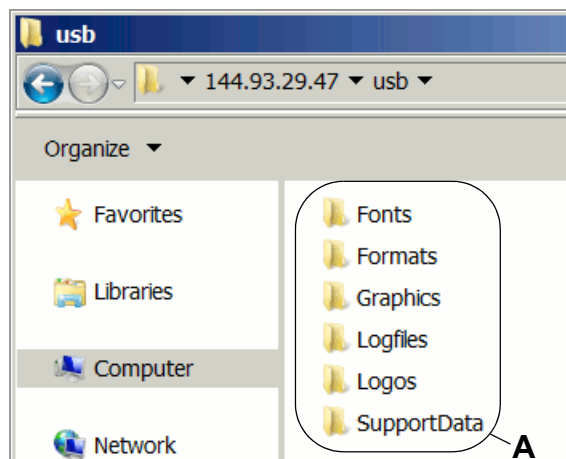 usb
144.93.29.47 usb
Organize
Favorites
Libraries
Computer
Network
Fonts
Formats
Graphics
Logfiles
Logos
SupportData
A